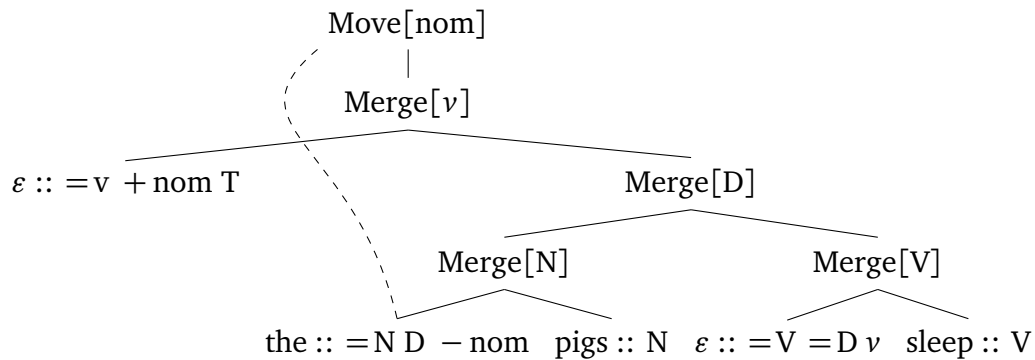 Move[nom]
Merge[v]
ε :: =v +nom T Merge[D]
Merge[N] Merge[V]
the :: =N D −nom pigs :: N ε :: =V =D v sleep :: V